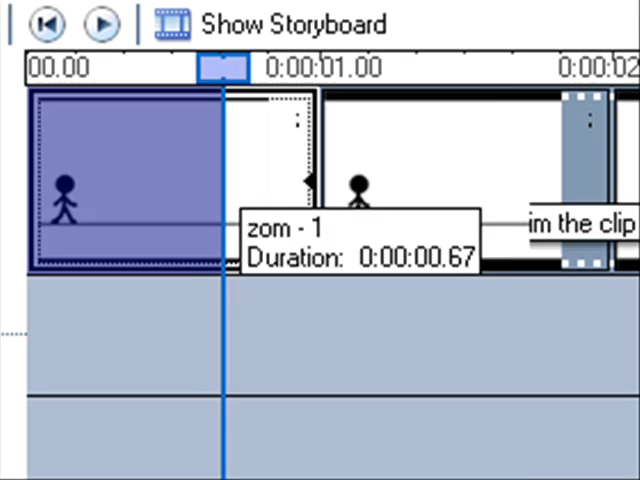 Show Storyboard
00.00 0:00:01.00 0:00:02
zom - 1
im the clip
Duration: 0:00:00.67